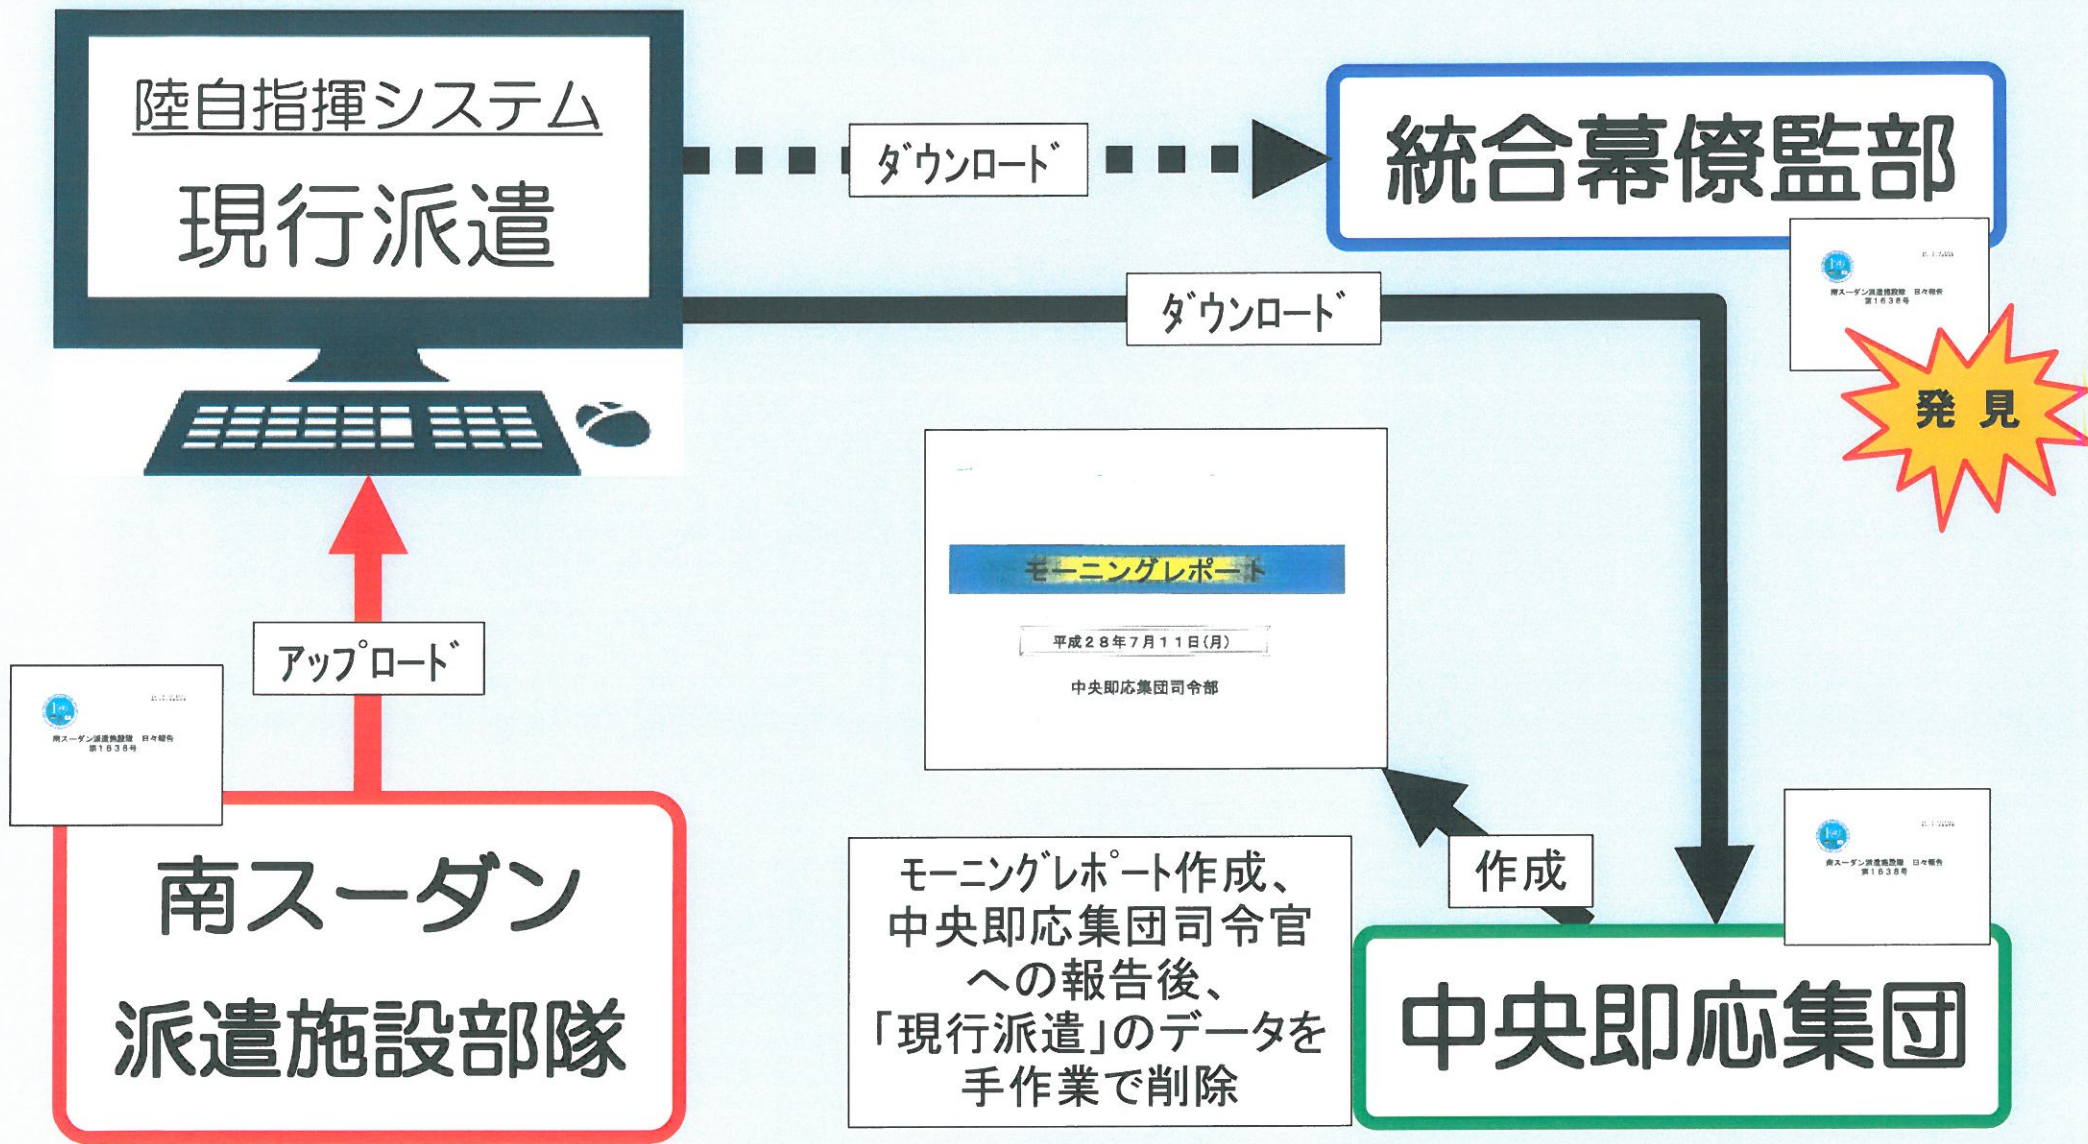 陸自指揮システム
現行派遣
ダウンロード
統合幕僚監部
南スーダン派遣施設隊　日々報告
第1638号
ダウンロード
発見
モーニングレポート
平成28年7月11日(月)
中央即応集団司令部
アップロード
南スーダン派遣施設隊　日々報告
第1638号
南スーダン
派遣施設部隊
モーニングレポート作成、
中央即応集団司令官
への報告後、
「現行派遣」のデータを
手作業で削除
作成
南スーダン派遣施設隊　日々報告
第1638号
中央即応集団